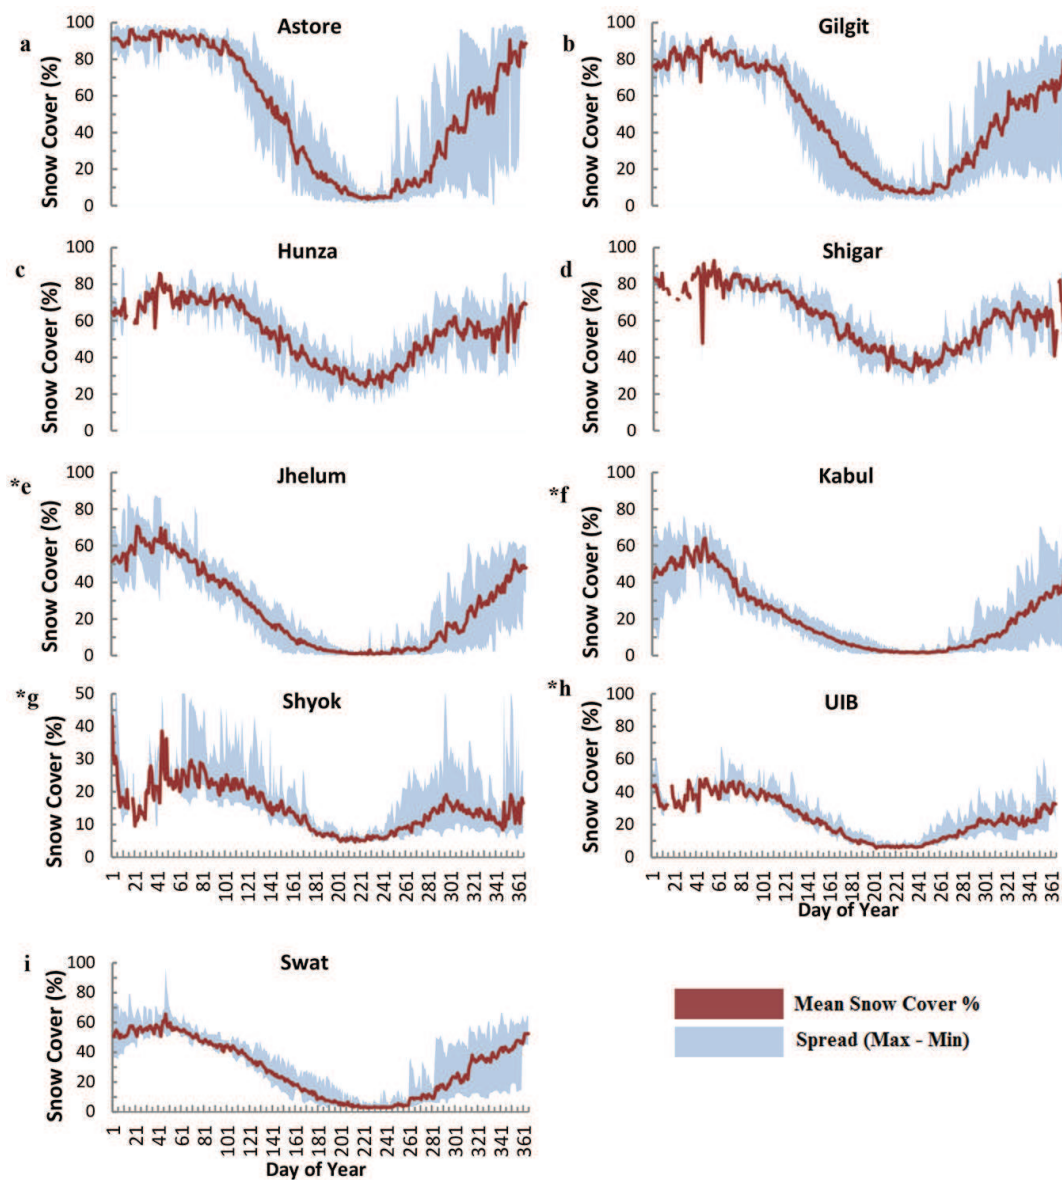 a
Astore
Snow Cover (%)
100
80
60
40
20
0
b
Gilgit
Snow Cover (%)
100
80
60
40
20
0
c
Hunza
Snow Cover (%)
100
80
60
40
20
0
d
Shigar
Snow Cover (%)
100
80
60
40
20
0
*e
Jhelum
Snow Cover (%)
100
80
60
40
20
0
*f
Kabul
Snow Cover (%)
100
80
60
40
20
0
*g
Shyok
Snow Cover (%)
50
40
30
20
10
0
1 21 41 61 81 101 121 141 161 181 201 221 241 261 281 301 321 341 361
*h
UIB
Snow Cover (%)
100
80
60
40
20
0
1 21 41 61 81 101 121 141 161 181 201 221 241 261 281 301 321 341 361
Day of Year
i
Swat
Snow Cover (%)
100
80
60
40
20
0
1 21 41 61 81 101 121 141 161 181 201 221 241 261 281 301 321 341 361
Day of Year
Mean Snow Cover %
Spread (Max - Min)